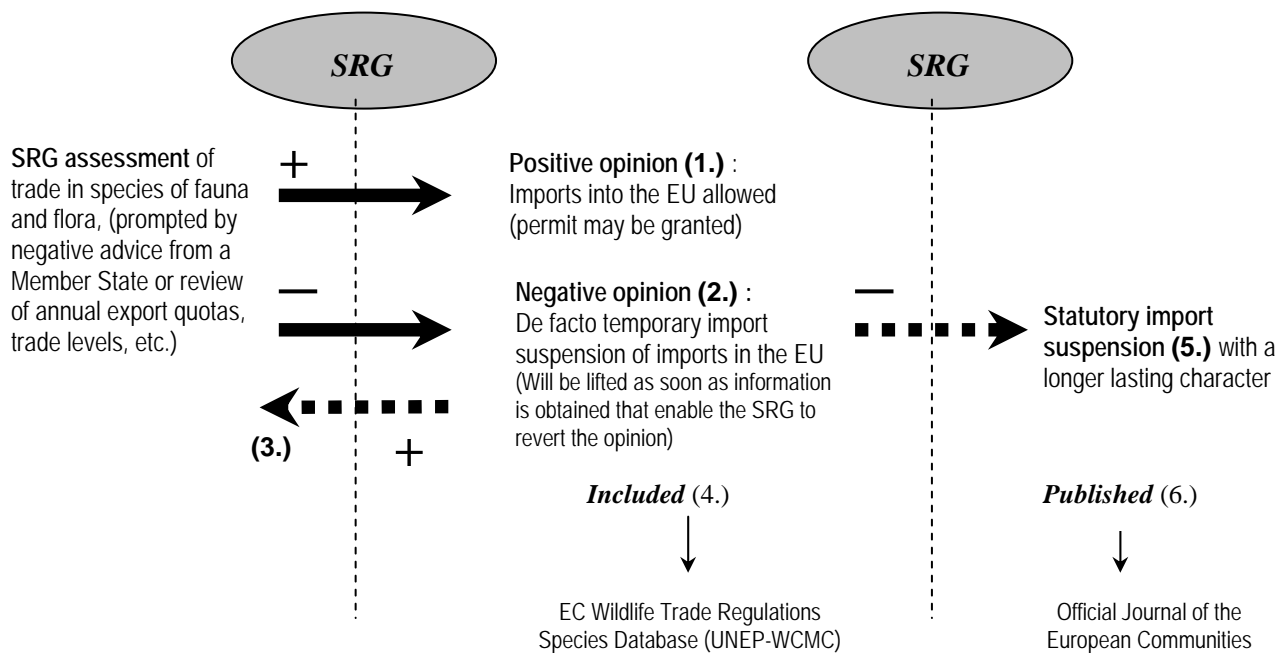 SRG
SRG
SRG assessment of
trade in species of fauna
and flora, (prompted by
negative advice from a
Member State or review
of annual export quotas,
trade levels, etc.)
+
Positive opinion (1.) :
Imports into the EU allowed
(permit may be granted)
—
Negative opinion (2.) :
De facto temporary import
suspension of imports in the EU
(Will be lifted as soon as information
is obtained that enable the SRG to
revert the opinion)
—
Statutory import
suspension (5.) with a
longer lasting character
(3.)
+
Included (4.)
Published (6.)
EC Wildlife Trade Regulations
Species Database (UNEP-WCMC)
Official Journal of the
European Communities